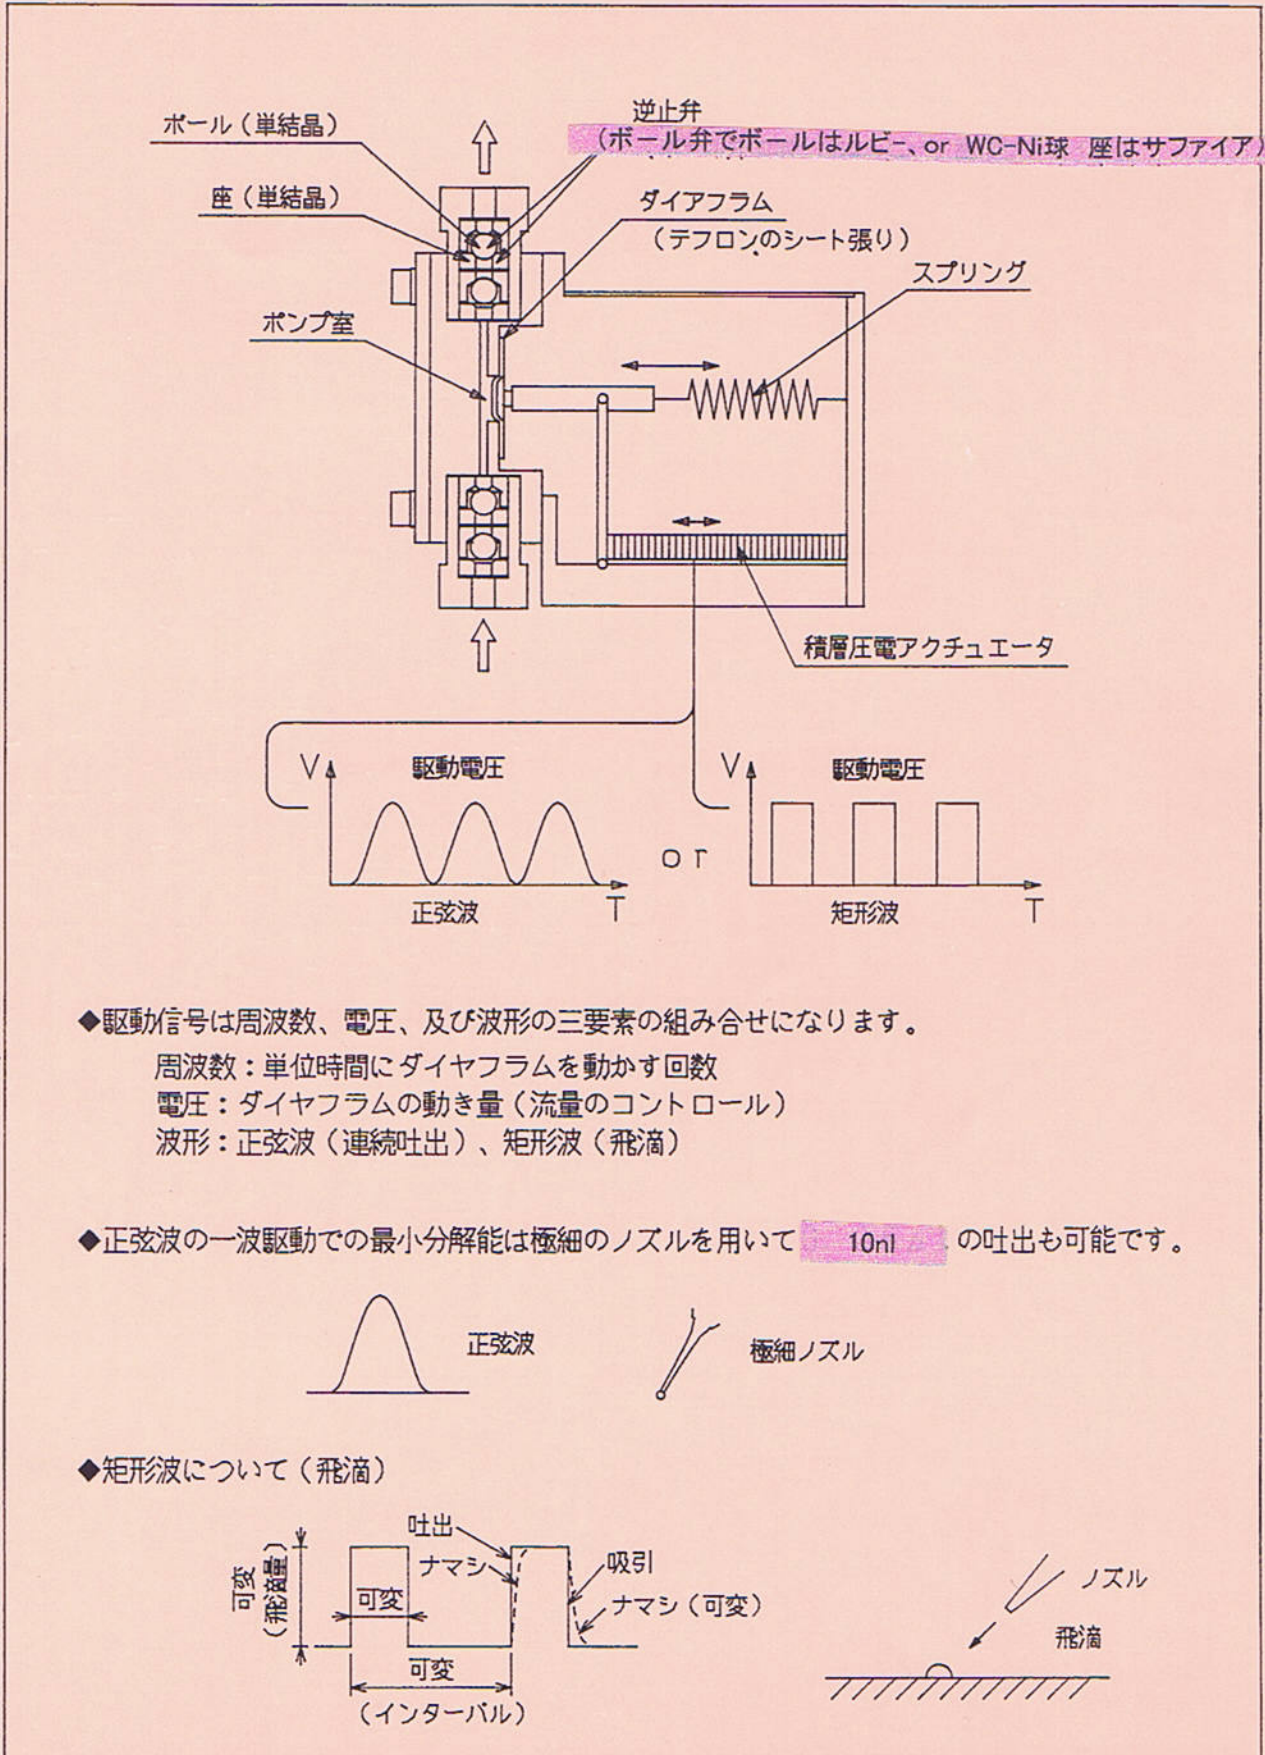 ボール（単結晶）
逆止弁
（ボール弁でボールはルビー、or WC-Ni球 座はサファイア）
座（単結晶）
ダイアフラム
（テフロンのシート張り）
スプリング
ポンプ室
積層圧電アクチュエータ
V 駆動電圧
正弦波 T
or
V 駆動電圧
矩形波 T
◆駆動信号は周波数、電圧、及び波形の三要素の組み合せになります。
周波数：単位時間にダイヤフラムを動かす回数
電圧：ダイヤフラムの動き量（流量のコントロール）
波形：正弦波（連続吐出）、矩形波（飛滴）
◆正弦波の一波駆動での最小分解能は極細のノズルを用いて 10nl の吐出も可能です。
正弦波
極細ノズル
◆矩形波について（飛滴）
可変
（飛滴量）
可変
吐出
ナマシ
吸引
ナマシ（可変）
可変
（インターバル）
ノズル
飛滴